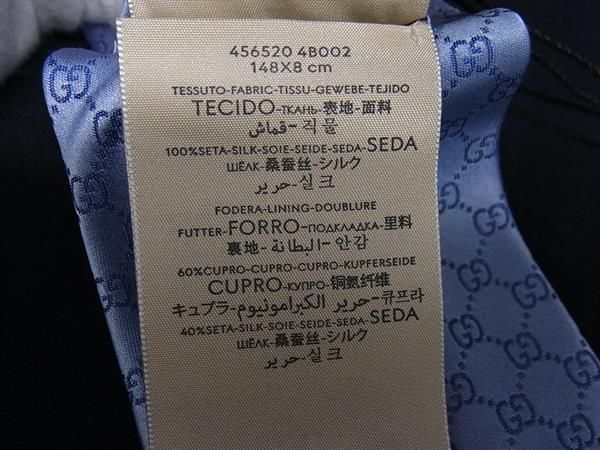 456520 4B002
148X8 cm
TESSUTO-FABRIC-TISSU-GEWEBE-TEJIDO
TECIDO-ТКАНЬ-表地-面料
قماش-직물
100%SETA-SILK-SOIE-SEIDE-SEDA-SEDA
ШЁЛК-桑蚕丝-シルク
حرير-실크
FODERA-LINING-DOUBLURE
FUTTER-FORRO-ПОДКЛАДКА-里料
裏地-البطانة-안감
60%CUPRO-CUPRO-CUPRO-KUPFERSEIDE
CUPRO-КУПРО-铜氨纤维
キュプラ-حرير الكبرامونيوم-큐프라
40%SETA-SILK-SOIE-SEIDE-SEDA-SEDA
ШЁЛК-桑蚕丝-シルク
حرير-실크